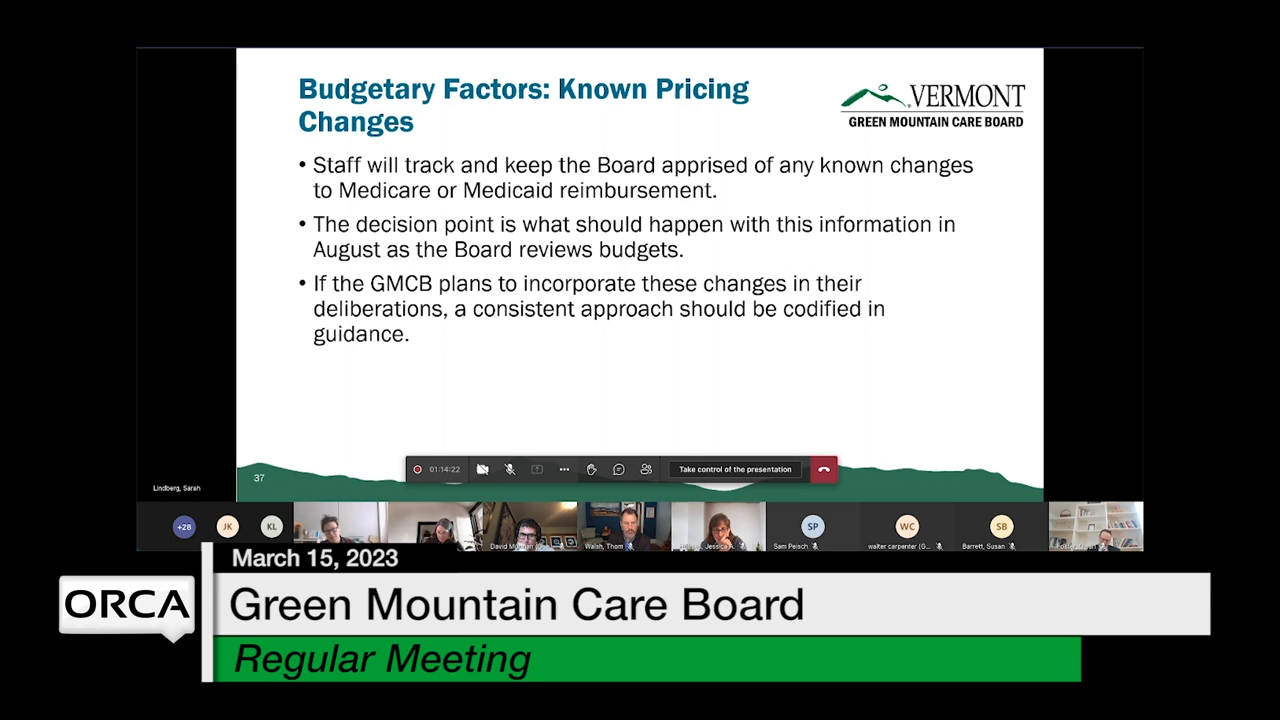 Budgetary Factors: Known Pricing
Changes
VERMONT
GREEN MOUNTAIN CARE BOARD
• Staff will track and keep the Board apprised of any known changes
to Medicare or Medicaid reimbursement.
• The decision point is what should happen with this information in
August as the Board reviews budgets.
• If the GMCB plans to incorporate these changes in their
deliberations, a consistent approach should be codified in
guidance.
37
01:14:22
Take control of the presentation
Lindberg, Sarah
+28
JK
KL
David
Walsh, Thom
Jessica
SP
Sam Peisch
WC
walter carpenter (G...
SB
Barrett, Susan
March 15, 2023
ORCA
Green Mountain Care Board
Regular Meeting